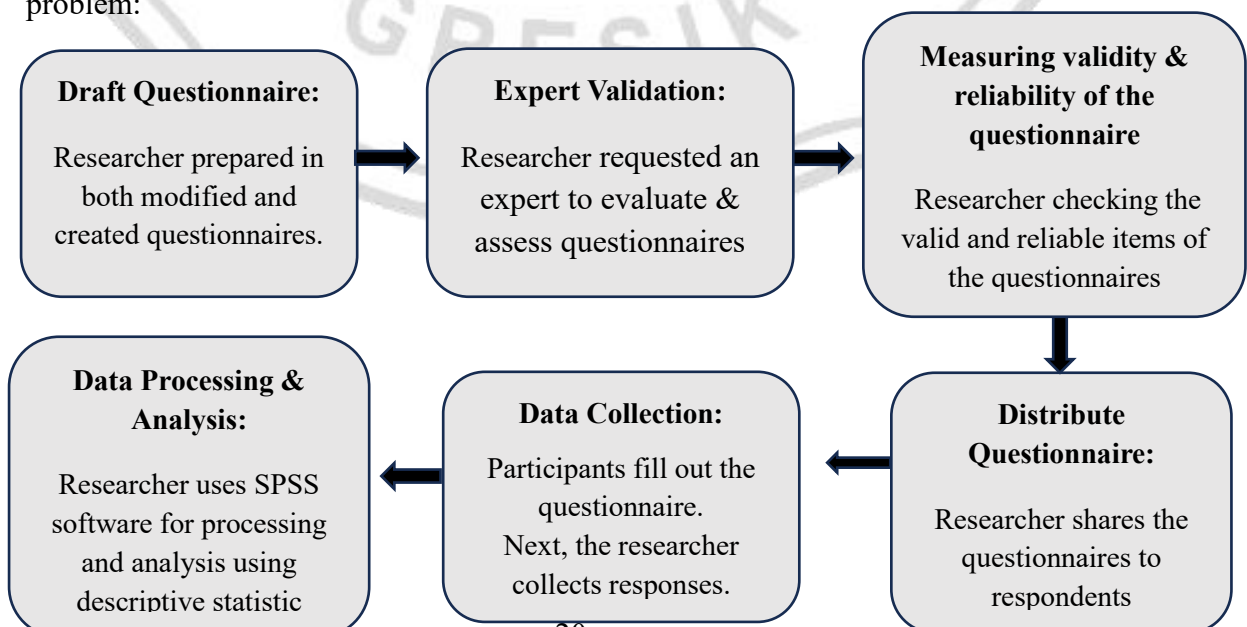 problem:
GRESIK
Draft Questionnaire:
Researcher prepared in
both modified and
created questionnaires.
Expert Validation:
Researcher requested an
expert to evaluate &
assess questionnaires
Measuring validity &
reliability of the
questionnaire
Researcher checking the
valid and reliable items of
the questionnaires
Distribute
Questionnaire:
Researcher shares the
questionnaires to
respondents
Data Collection:
Participants fill out the
questionnaire.
Next, the researcher
collects responses.
Data Processing &
Analysis:
Researcher uses SPSS
software for processing
and analysis using
descriptive statistic